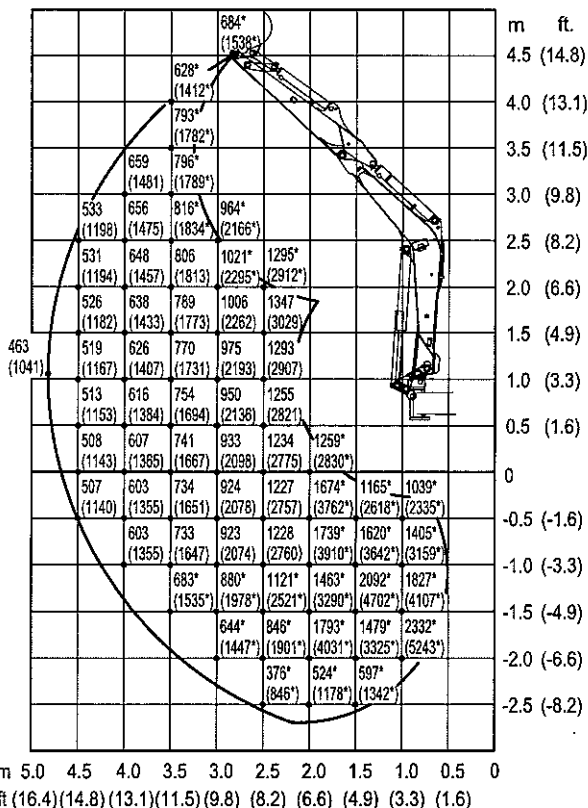 684* m ft.
(1538*)
4.5 (14.8)
628*
(1412*)
4.0 (13.1)
793*
(1782*)
3.5 (11.5)
659 796*
(1481) (1789*)
3.0 (9.8)
533 656 816* 964*
(1198) (1475) (1834*) (2166*)
2.5 (8.2)
531 648 806 1021* 1295*
(1194) (1457) (1813) (2295*) (2912*)
2.0 (6.6)
526 638 789 1006 1347
(1182) (1433) (1773) (2262) (3029)
1.5 (4.9)
463 519 626 770 975 1293
(1041) (1167) (1407) (1731) (2193) (2907)
1.0 (3.3)
513 616 754 950 1255
(1153) (1384) (1694) (2136) (2821)
0.5 (1.6)
508 607 741 933 1234 1259*
(1143) (1365) (1667) (2098) (2775) (2830*)
0
507 603 734 924 1227 1674* 1165* 1039*
(1140) (1355) (1651) (2078) (2757) (3762*) (2618*) (2335*)
-0.5 (-1.6)
603 733 923 1228 1739* 1620* 1405*
(1355) (1647) (2074) (2760) (3910*) (3642*) (3159*)
-1.0 (-3.3)
683* 880* 1121* 1463* 2092* 1827*
(1535*) (1978*) (2521*) (3290*) (4702*) (4107*)
-1.5 (-4.9)
644* 846* 1793* 1479* 2332*
(1447*) (1901*) (4031*) (3325*) (5243*)
-2.0 (-6.6)
376* 524* 597*
(846*) (1178*) (1342*)
-2.5 (-8.2)
m 5.0 4.5 4.0 3.5 3.0 2.5 2.0 1.5 1.0 0.5 0
ft (16.4)(14.8)(13.1)(11.5) (9.8) (8.2) (6.6) (4.9) (3.3) (1.6)